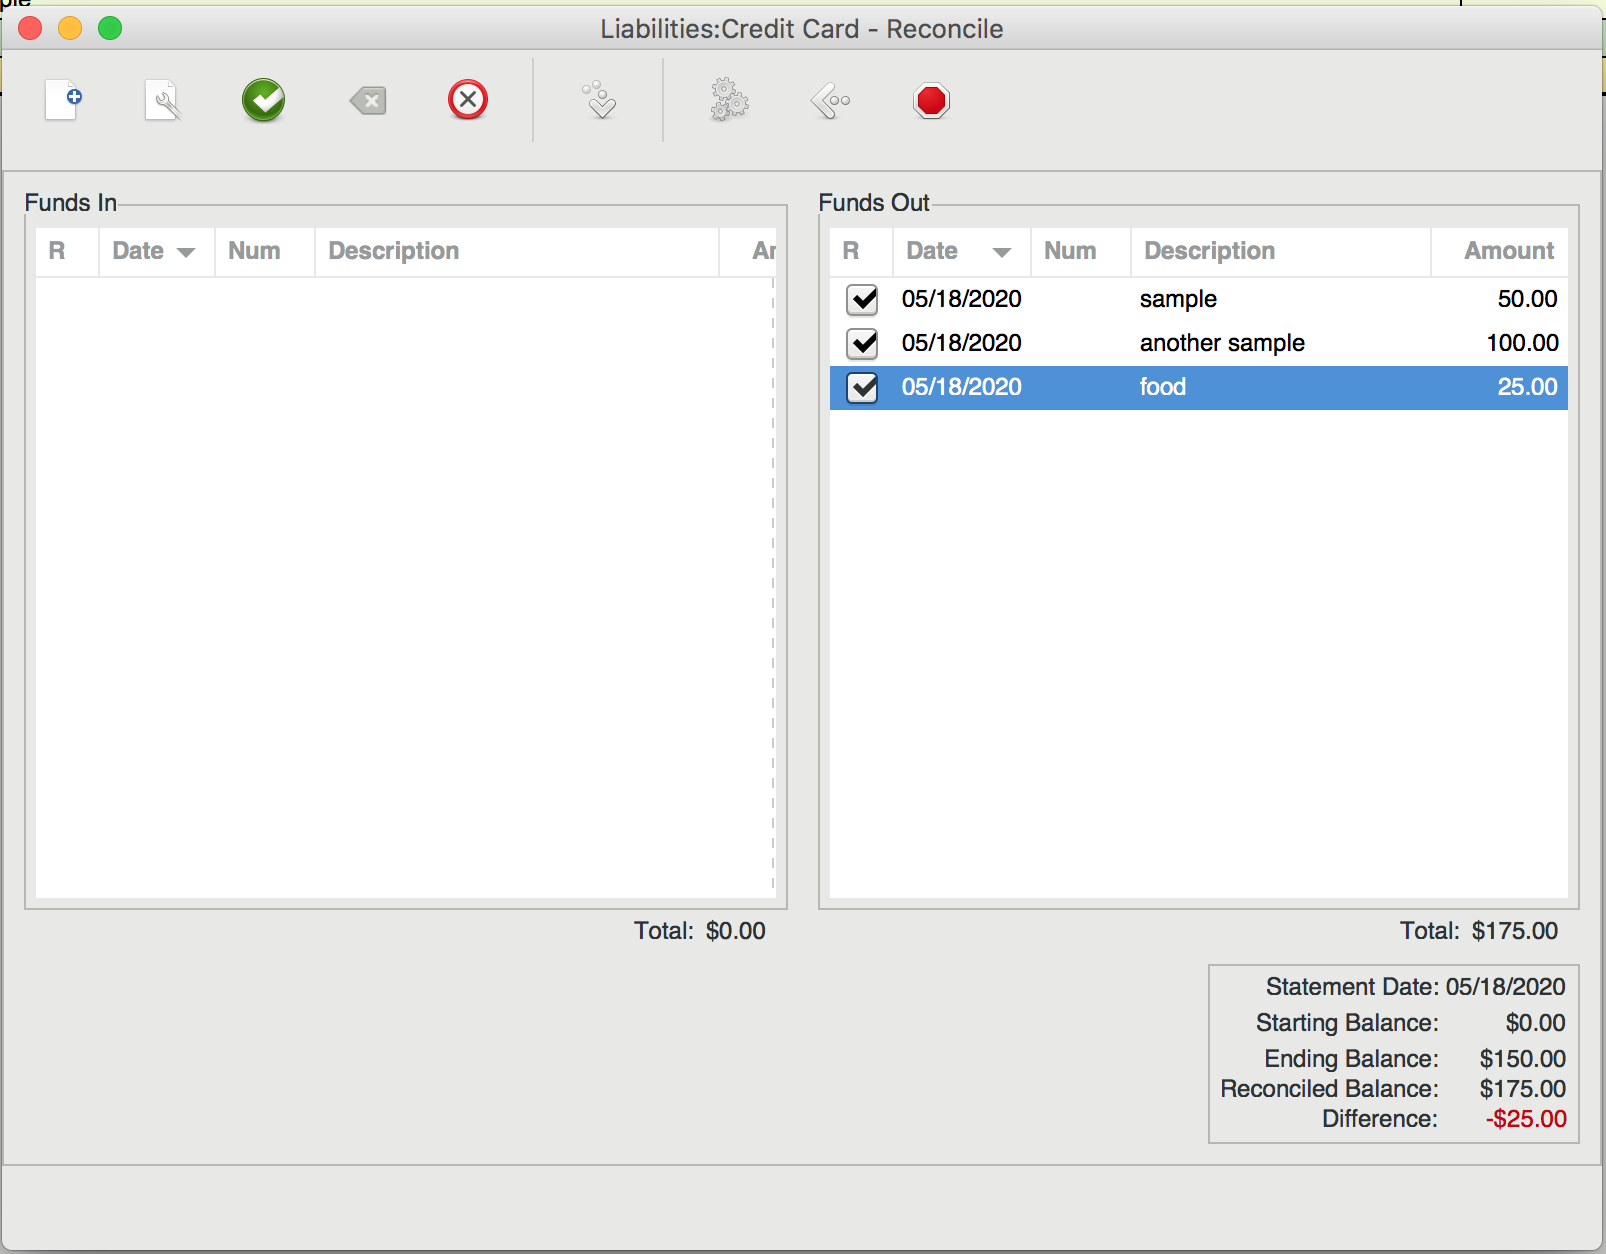 Liabilities:Credit Card - Reconcile
Funds In
R Date Num Description
Total: $0.00
Funds Out
R Date Num Description Amount
05/18/2020 sample 50.00
05/18/2020 another sample 100.00
05/18/2020 food 25.00
Total: $175.00
Statement Date: 05/18/2020
Starting Balance: $0.00
Ending Balance: $150.00
Reconciled Balance: $175.00
Difference: -$25.00